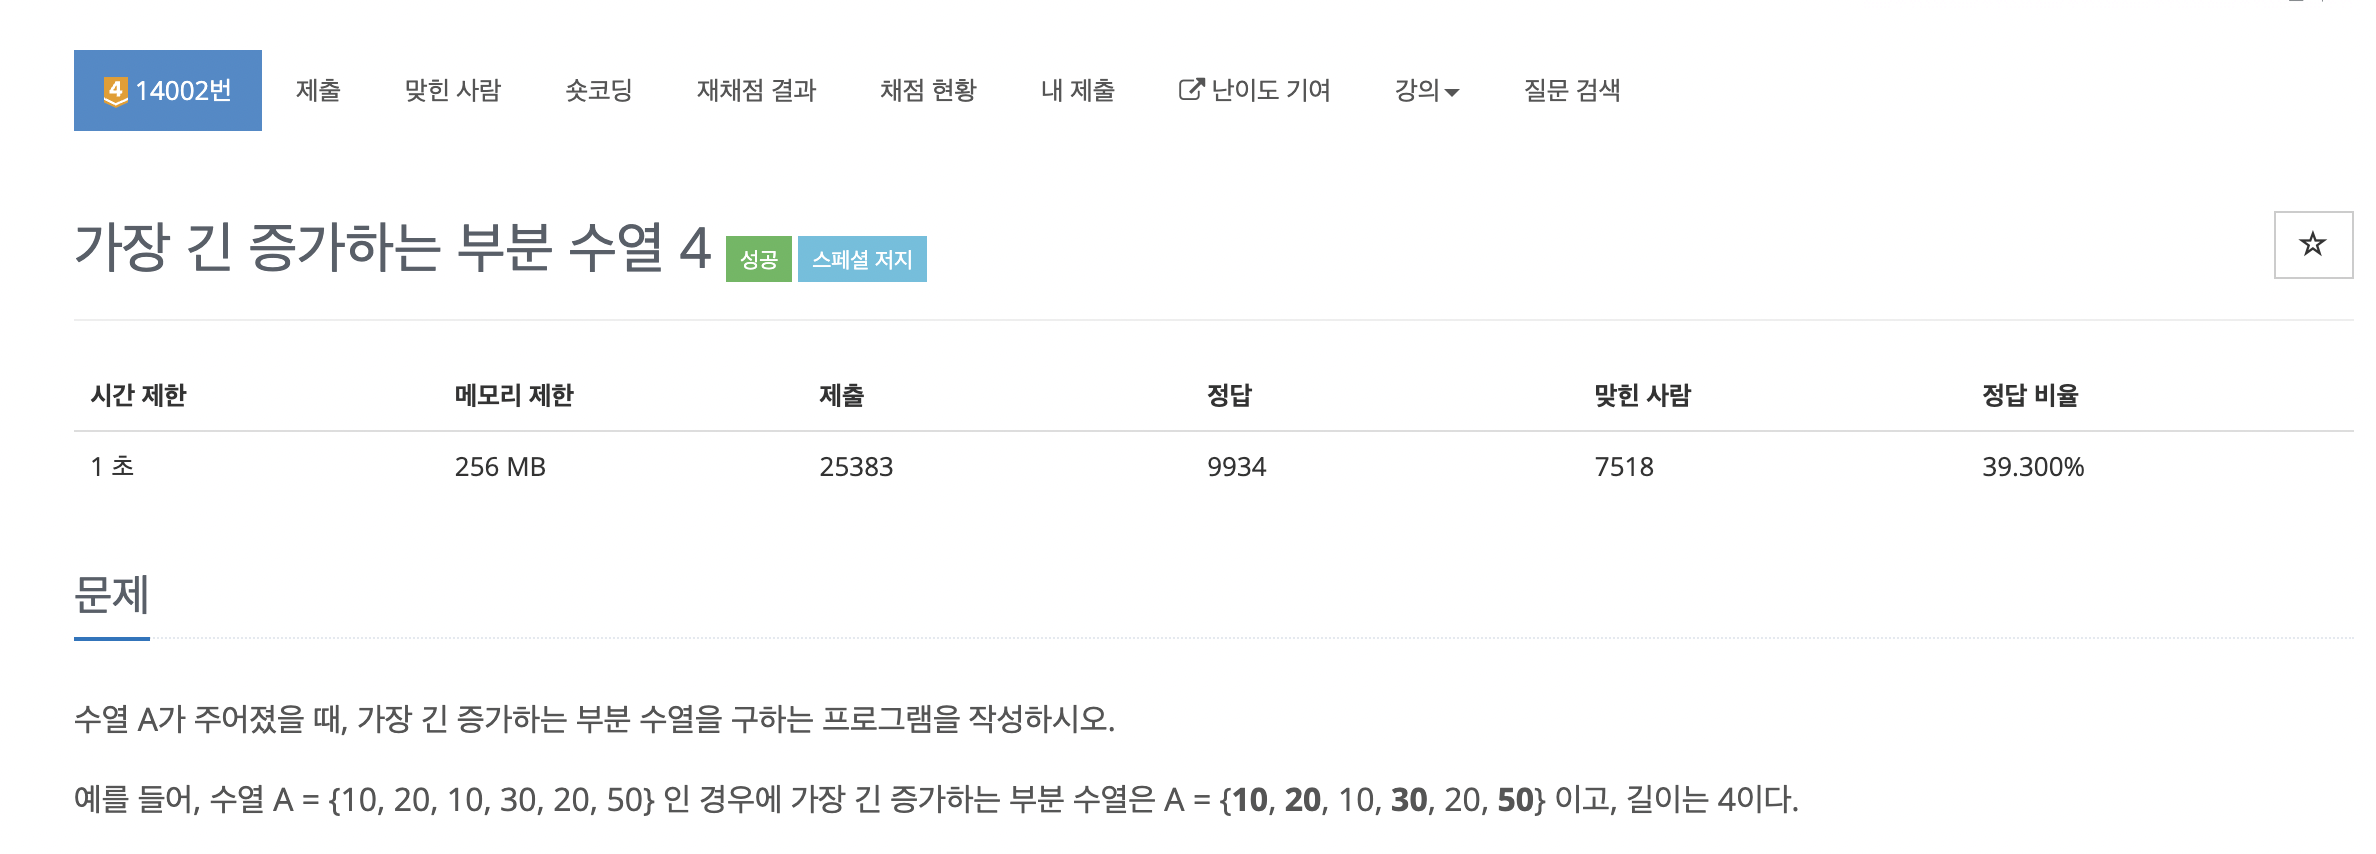 4 14002번 제출 맞힌 사람 숏코딩 재채점 결과 채점 현황 내 제출 난이도 기여 강의 질문 검색
가장 긴 증가하는 부분 수열 4 성공 스페셜 저지
시간 제한 메모리 제한 제출 정답 맞힌 사람 정답 비율
1 초 256 MB 25383 9934 7518 39.300%
문제
수열 A가 주어졌을 때, 가장 긴 증가하는 부분 수열을 구하는 프로그램을 작성하시오.
예를 들어, 수열 A = {10, 20, 10, 30, 20, 50} 인 경우에 가장 긴 증가하는 부분 수열은 A = {10, 20, 10, 30, 20, 50} 이고, 길이는 4이다.